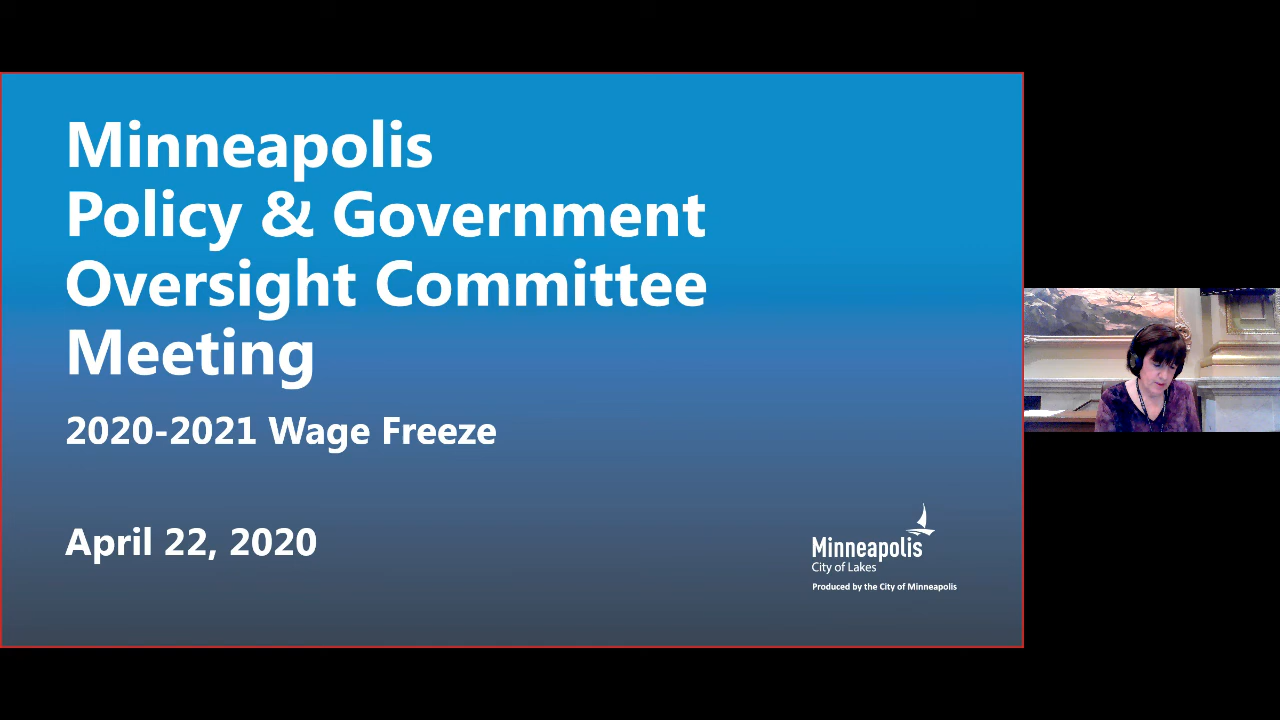 Minneapolis
Policy & Government
Oversight Committee
Meeting
2020-2021 Wage Freeze
April 22, 2020
Minneapolis
City of Lakes
Produced by the City of Minneapolis